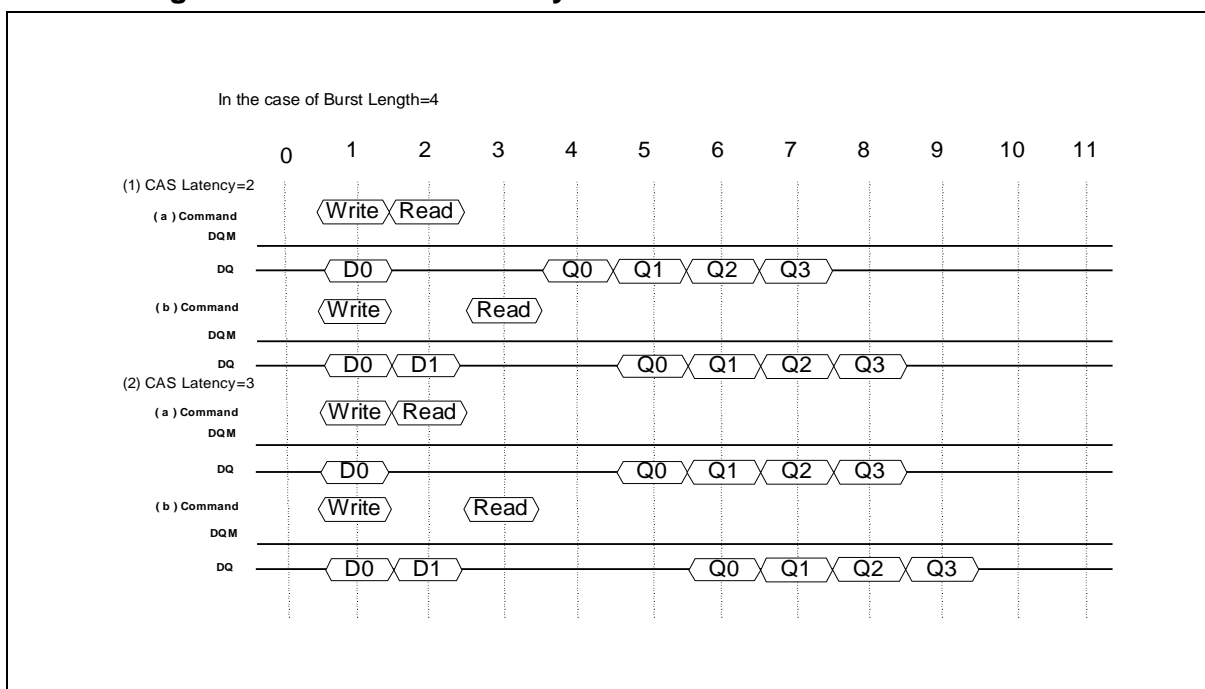 In the case of Burst Length=4
0 1 2 3 4 5 6 7 8 9 10 11
(1) CAS Latency=2
( a ) Command Write Read
DQM
DQ D0 Q0 Q1 Q2 Q3
( b ) Command Write Read
DQM
DQ D0 D1 Q0 Q1 Q2 Q3
(2) CAS Latency=3
( a ) Command Write Read
DQM
DQ D0 Q0 Q1 Q2 Q3
( b ) Command Write Read
DQM
DQ D0 D1 Q0 Q1 Q2 Q3